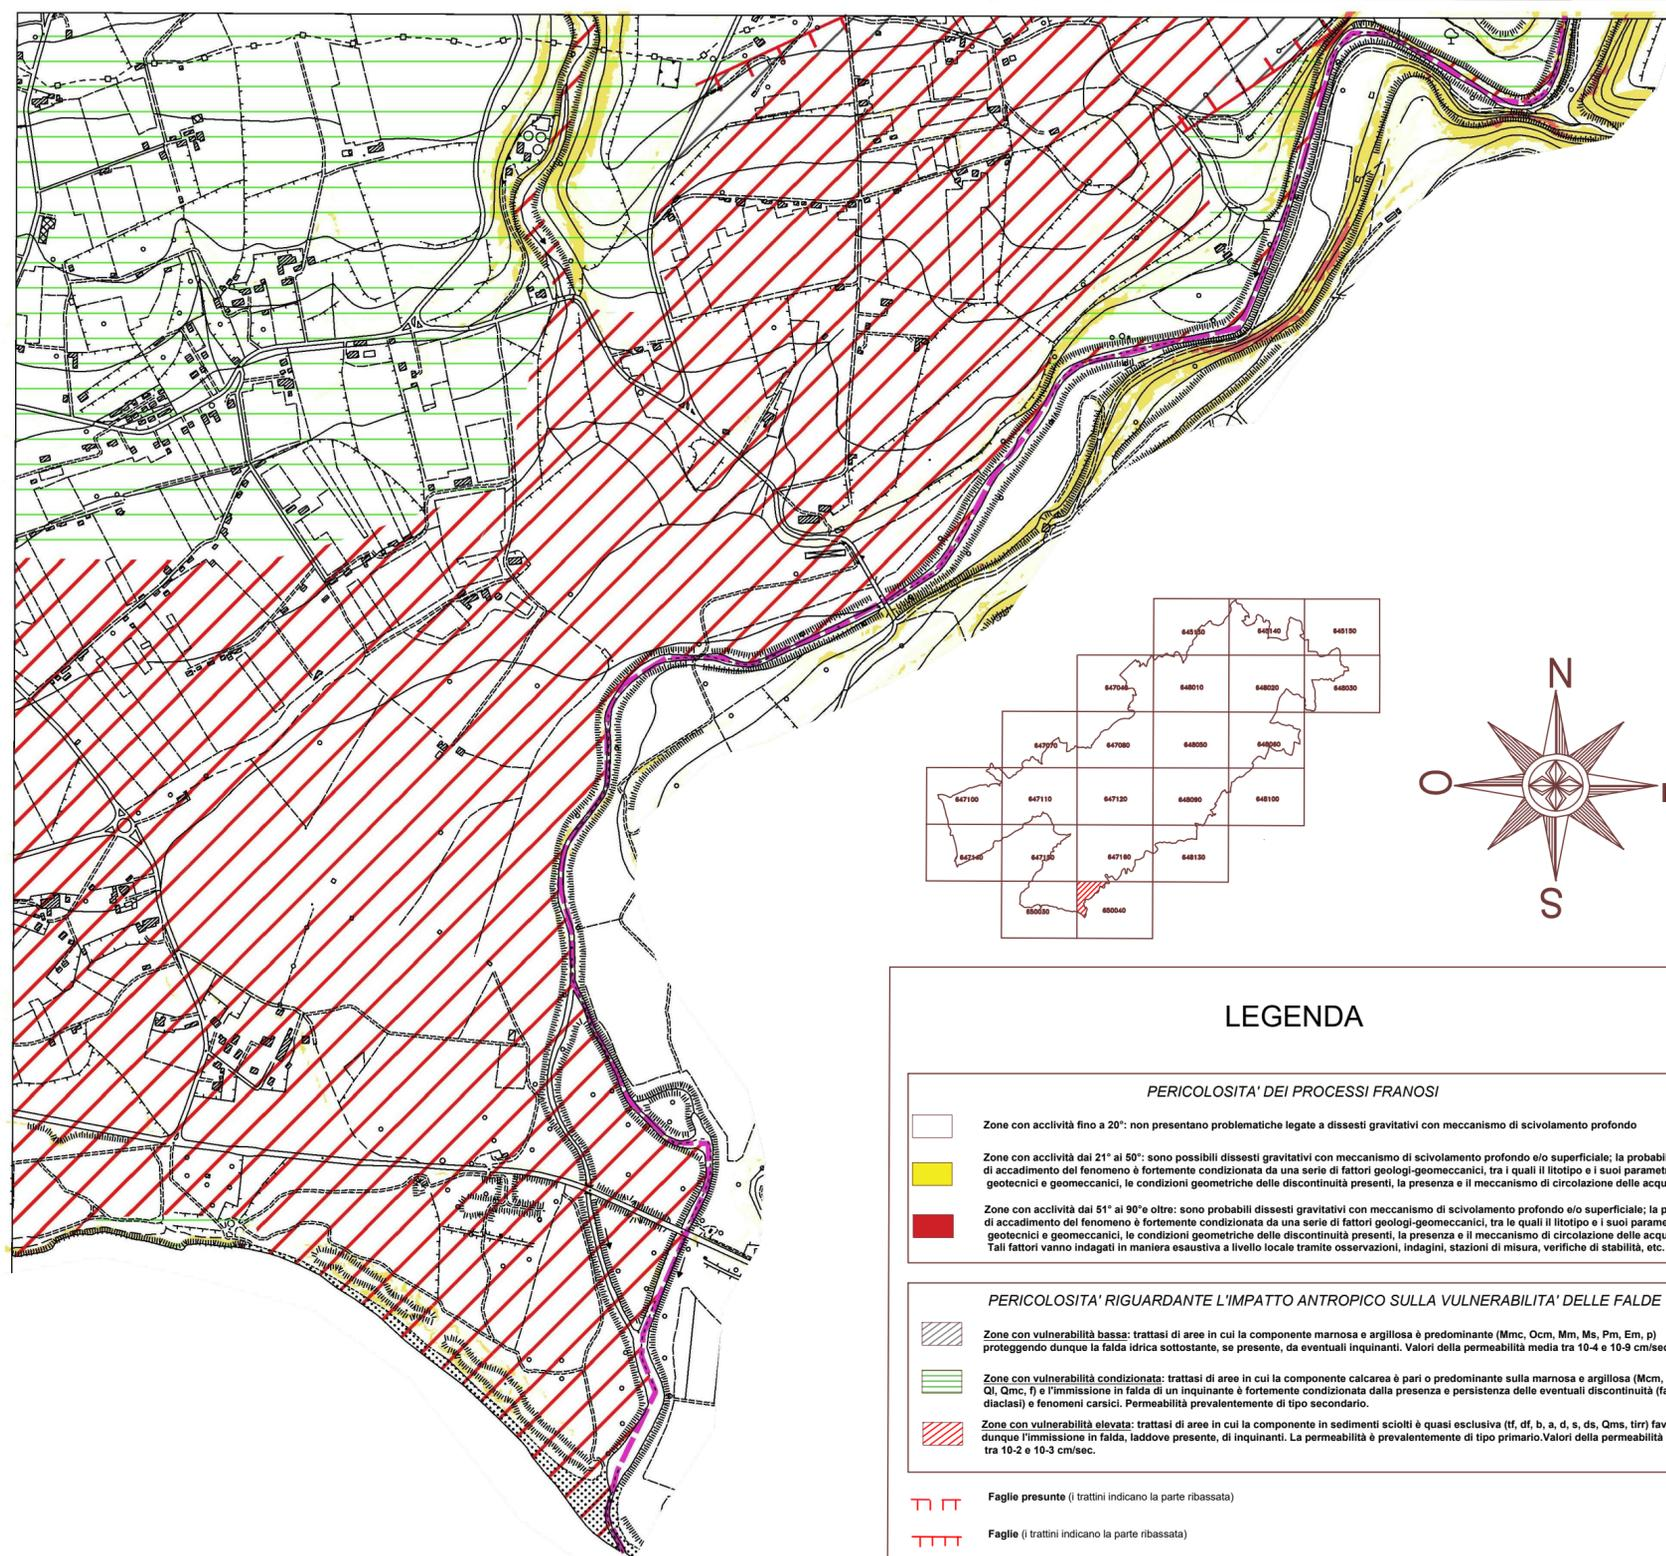 645130 645140 645150
647040 648010 648020 648030
647070 647080 648050 648060
647100 647110 647120 648090 648100
647140 647150 647160 648130
650030 650040
N
O
S
LEGENDA
PERICOLOSITA' DEI PROCESSI FRANOSI
Zone con acclività fino a 20°: non presentano problematiche legate a dissesti gravitativi con meccanismo di scivolamento profondo
Zone con acclività dai 21° ai 50°: sono possibili dissesti gravitativi con meccanismo di scivolamento profondo e/o superficiale; la probabi
di accadimento del fenomeno è fortemente condizionata da una serie di fattori geologi-geomeccanici, tra i quali il litotipo e i suoi parametr
geotecnici e geomeccanici, le condizioni geometriche delle discontinuità presenti, la presenza e il meccanismo di circolazione delle acqu
Zone con acclività dai 51° ai 90°e oltre: sono probabili dissesti gravitativi con meccanismo di scivolamento profondo e/o superficiale; la p
di accadimento del fenomeno è fortemente condizionata da una serie di fattori geologi-geomeccanici, tra le quali il litotipo e i suoi parame
geotecnici e geomeccanici, le condizioni geometriche delle discontinuità presenti, la presenza e il meccanismo di circolazione delle acqu
Tali fattori vanno indagati in maniera esaustiva a livello locale tramite osservazioni, indagini, stazioni di misura, verifiche di stabilità, etc.
PERICOLOSITA' RIGUARDANTE L'IMPATTO ANTROPICO SULLA VULNERABILITA' DELLE FALDE
Zone con vulnerabilità bassa: trattasi di aree in cui la componente marnosa e argillosa è predominante (Mmc, Ocm, Mm, Ms, Pm, Em, p)
proteggendo dunque la falda idrica sottostante, se presente, da eventuali inquinanti. Valori della permeabilità media tra 10-4 e 10-9 cm/sec
Zone con vulnerabilità condizionata: trattasi di aree in cui la componente calcarea è pari o predominante sulla marnosa e argillosa (Mcm,
Ql, Qmc, f) e l'immissione in falda di un inquinante è fortemente condizionata dalla presenza e persistenza delle eventuali discontinuità (fa
diaclasi) e fenomeni carsici. Permeabilità prevalentemente di tipo secondario.
Zone con vulnerabilità elevata: trattasi di aree in cui la componente in sedimenti sciolti è quasi esclusiva (tf, df, b, a, d, s, ds, Qms, tirr) fav
dunque l'immissione in falda, laddove presente, di inquinanti. La permeabilità è prevalentemente di tipo primario.Valori della permeabilità
tra 10-2 e 10-3 cm/sec.
Faglie presunte (i trattini indicano la parte ribassata)
Faglie (i trattini indicano la parte ribassata)